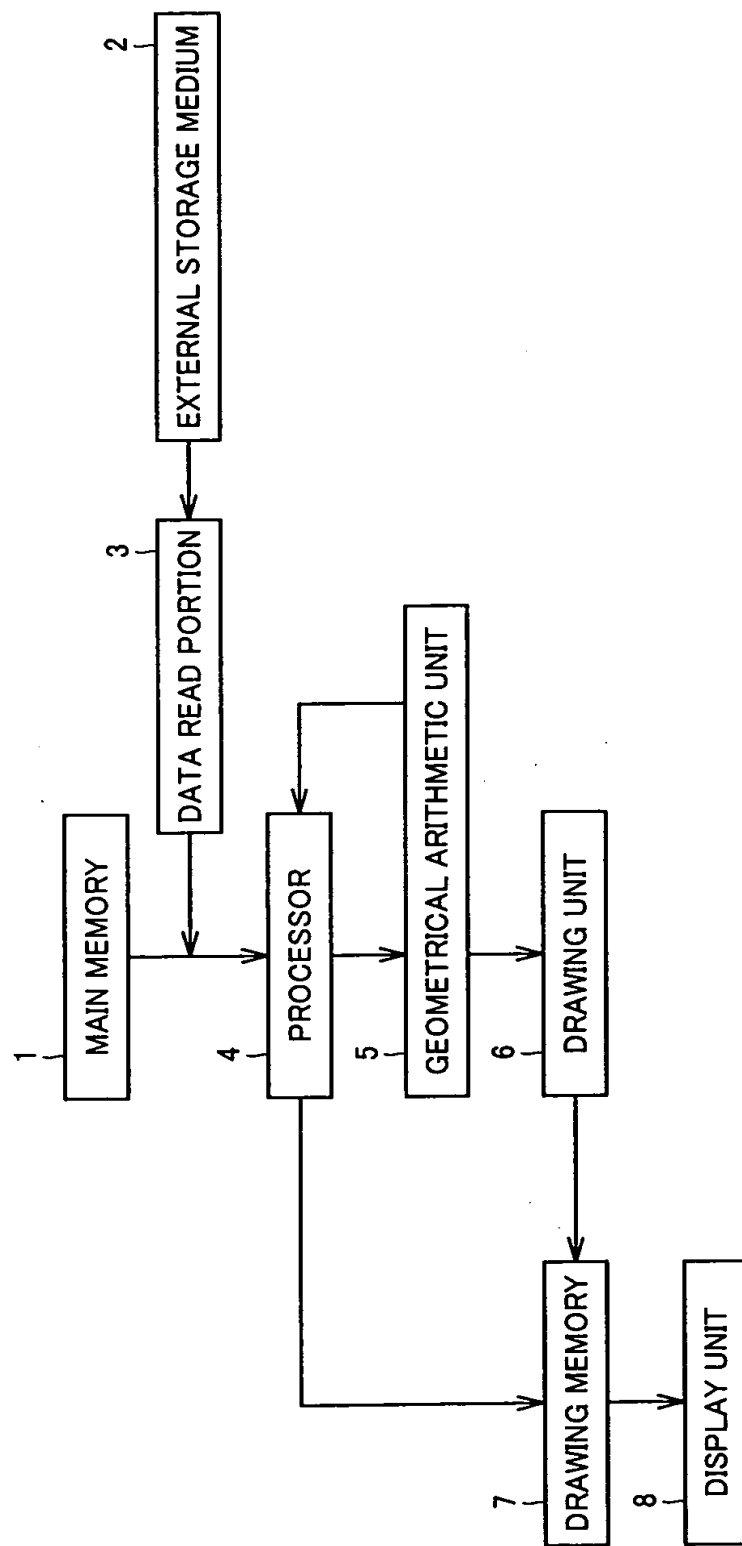 1
MAIN MEMORY
2
EXTERNAL STORAGE MEDIUM
3
DATA READ PORTION
4
PROCESSOR
5
GEOMETRICAL ARITHMETIC UNIT
6
DRAWING UNIT
7
DRAWING MEMORY
8
DISPLAY UNIT